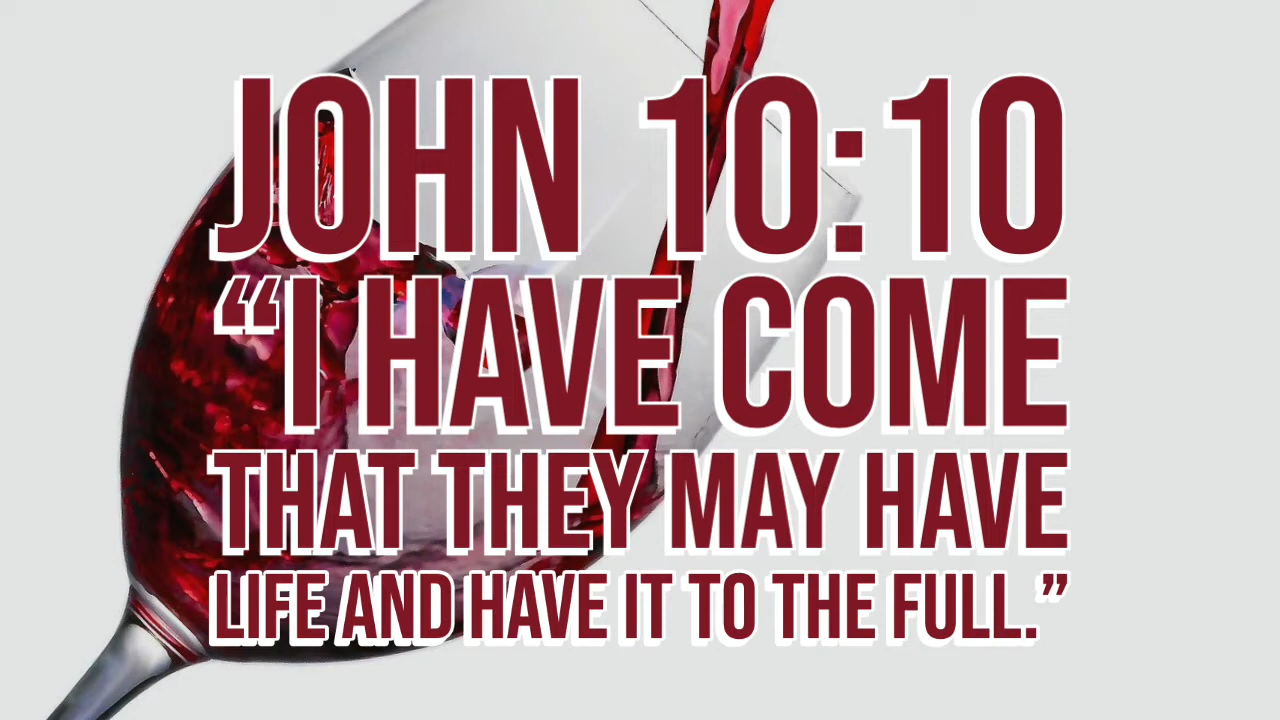 JOHN 10:10
“I HAVE COME
THAT THEY MAY HAVE
LIFE AND HAVE IT TO THE FULL.”